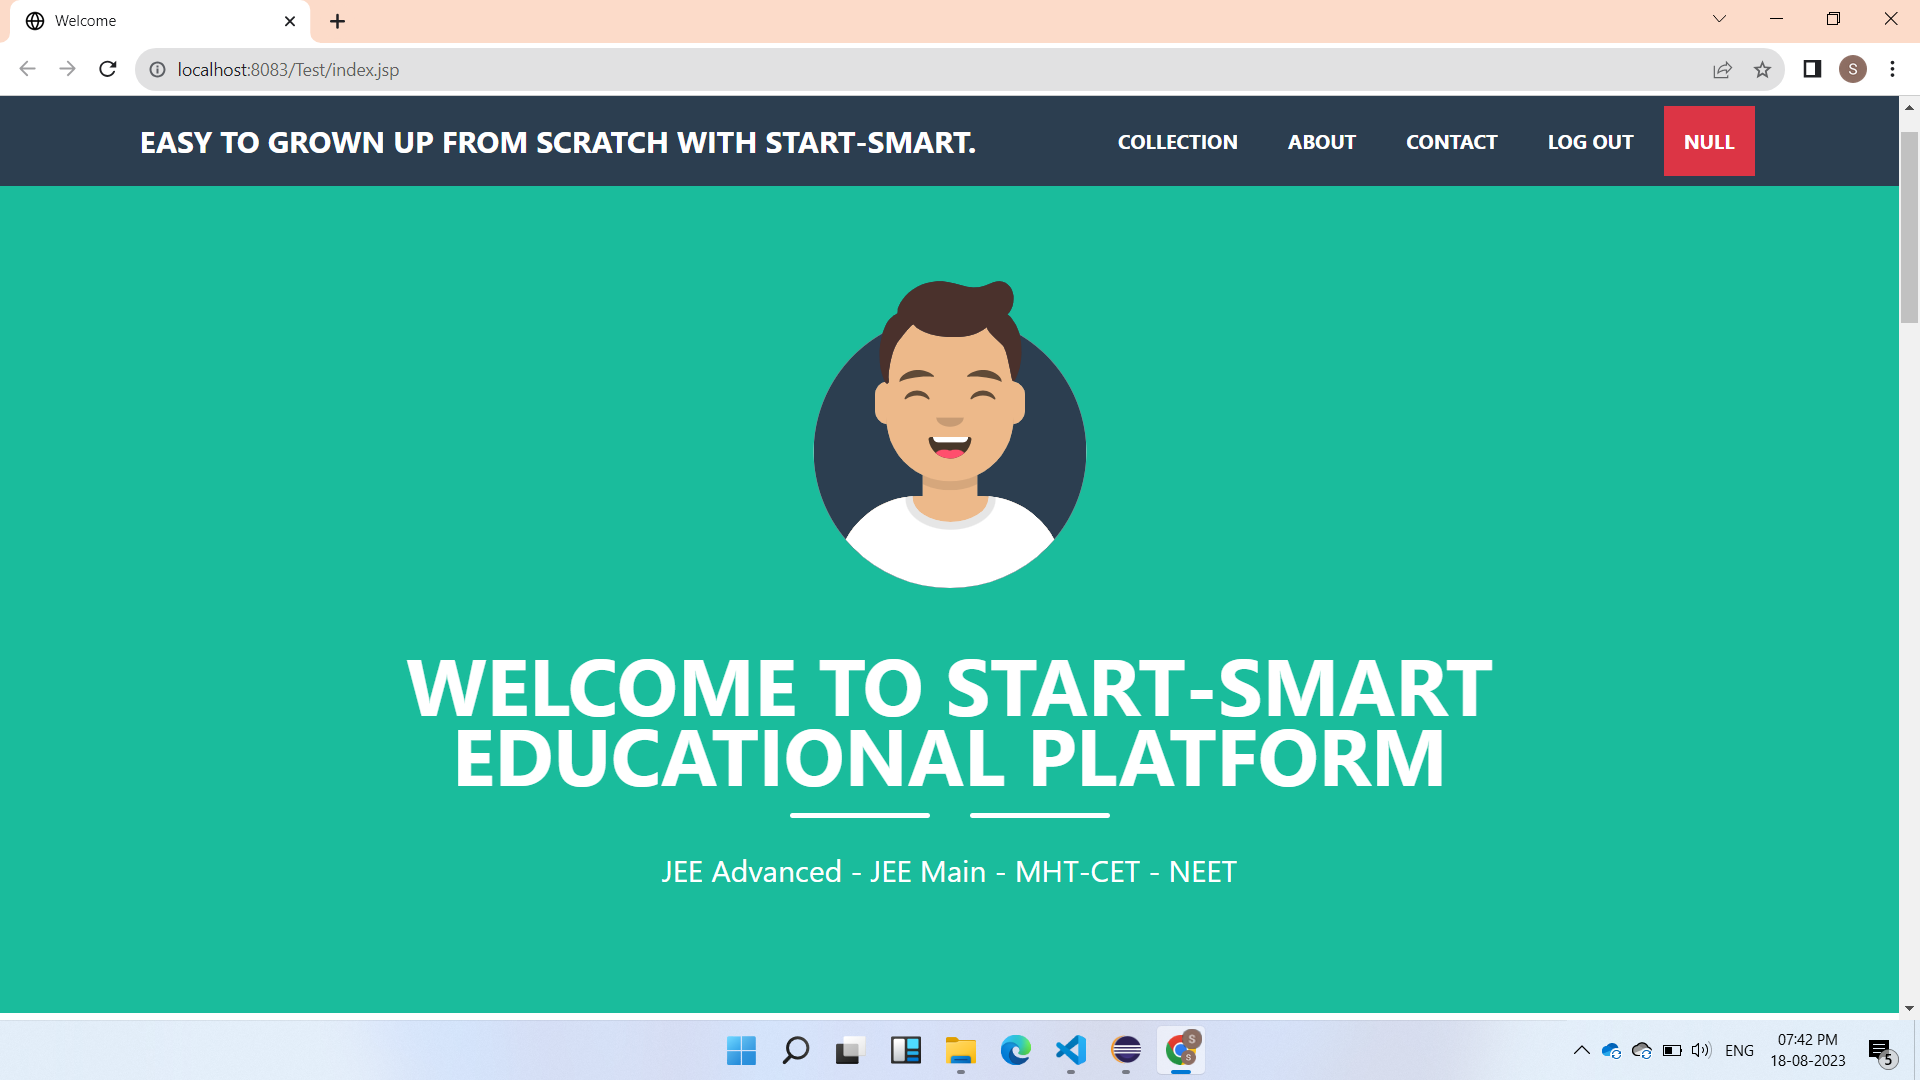 Welcome
localhost:8083/Test/index.jsp
S
EASY TO GROWN UP FROM SCRATCH WITH START-SMART.
COLLECTION
ABOUT
CONTACT
LOG OUT
NULL
WELCOME TO START-SMART
EDUCATIONAL PLATFORM
JEE Advanced - JEE Main - MHT-CET - NEET
S
S
ENG
07:42 PM
18-08-2023
5